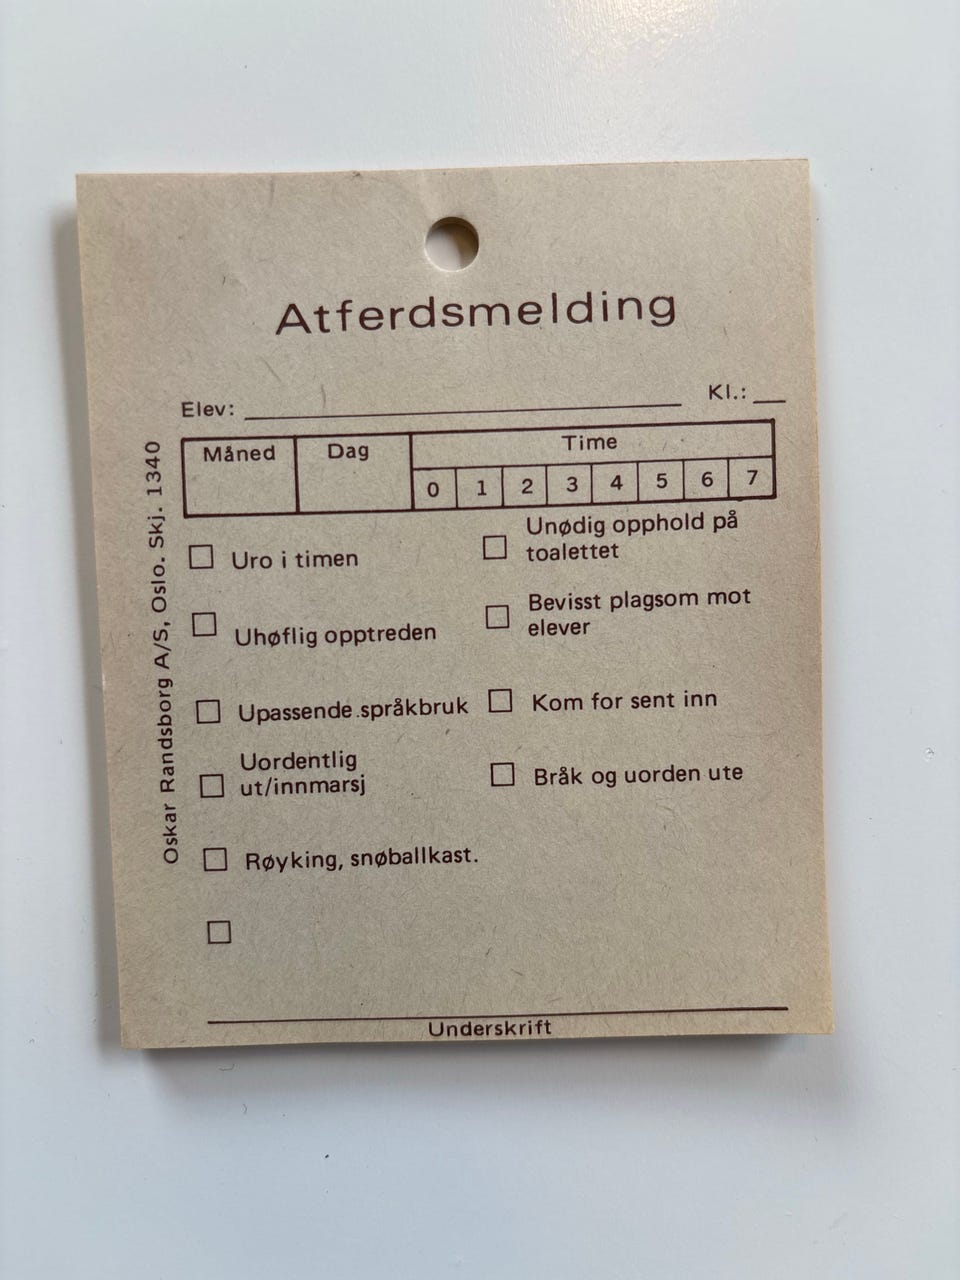 Atferdsmelding
Elev: Kl.:
Måned Dag Time
0 1 2 3 4 5 6 7
Uro i timen
Unødig opphold på
toalettet
Uhøflig opptreden
Bevisst plagsom mot
elever
Upassende språkbruk
Kom for sent inn
Uordentlig
ut/innmarsj
Bråk og uorden ute
Røyking, snøballkast.
Underskrift
Oskar Randsborg A/S, Oslo. Skj. 1340